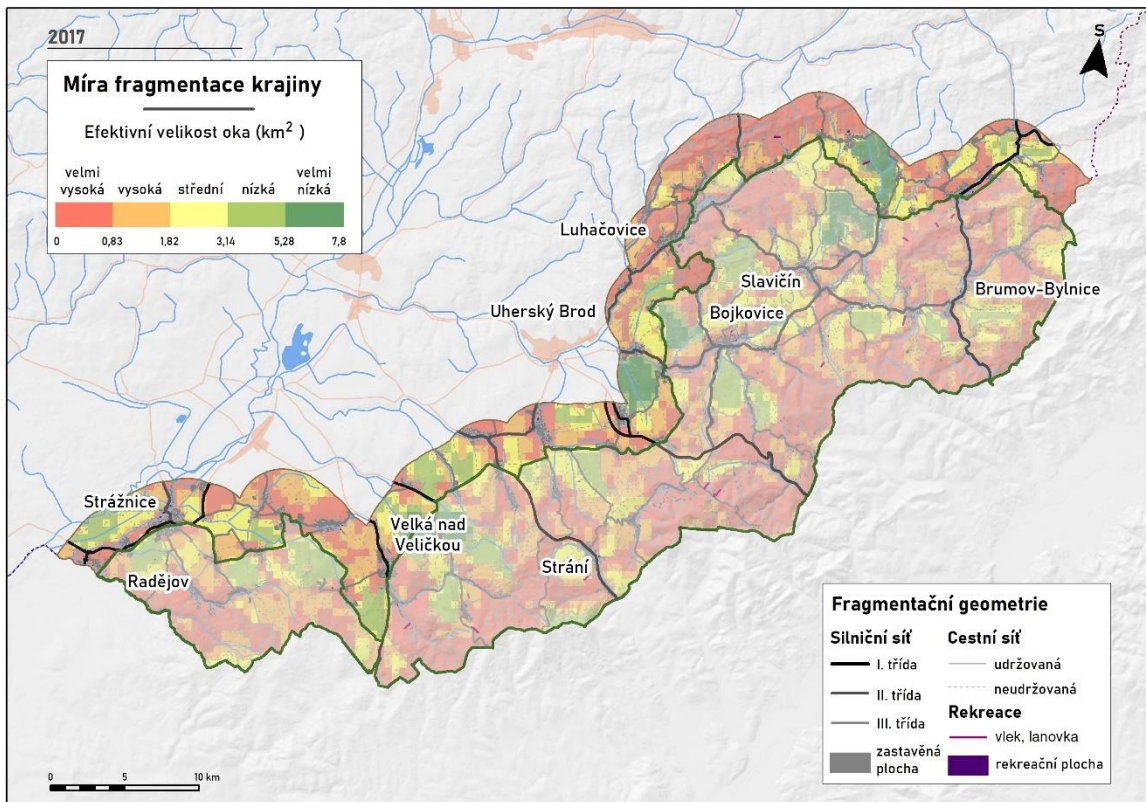 2017
Míra fragmentace krajiny
Efektivní velikost oka (km²)
velmi vysoká střední nízká velmi
vysoká nízká
0 0,83 1,82 3,14 5,28 7,8
S
Luhačovice
Slavičín
Brumov-Bylnice
Uherský Brod
Bojkovice
Strážnice
Velká nad
Veličkou
Radějov
Strání
Fragmentační geometrie
Silniční síť
I. třída
II. třída
III. třída
zastavěná
plocha
Cestní síť
udržovaná
neudržovaná
Rekreace
vlek, lanovka
rekreační plocha
0 5 10 km